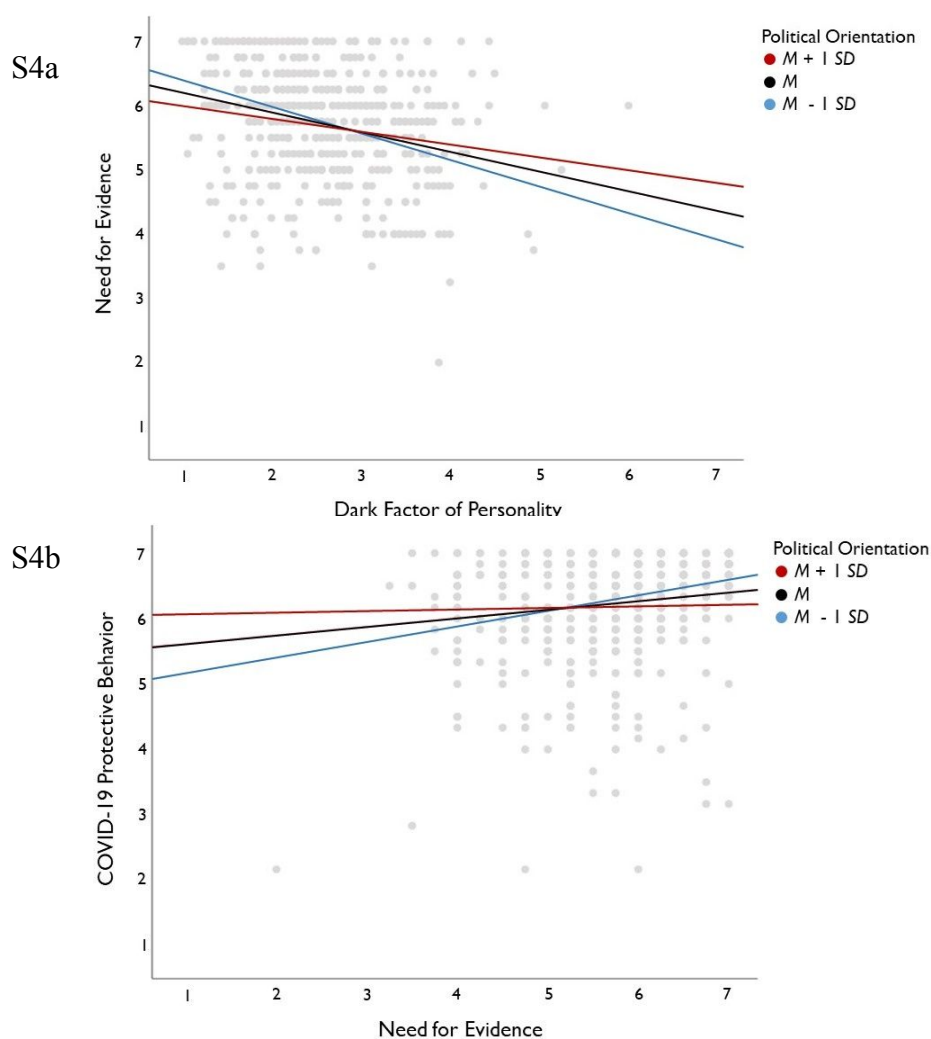 S4a
Need for Evidence
7
6
5
4
3
2
1
1 2 3 4 5 6 7
Dark Factor of Personality
Political Orientation
M + 1 SD
M
M - 1 SD
S4b
COVID-19 Protective Behavior
7
6
5
4
3
2
1
1 2 3 4 5 6 7
Need for Evidence
Political Orientation
M + 1 SD
M
M - 1 SD